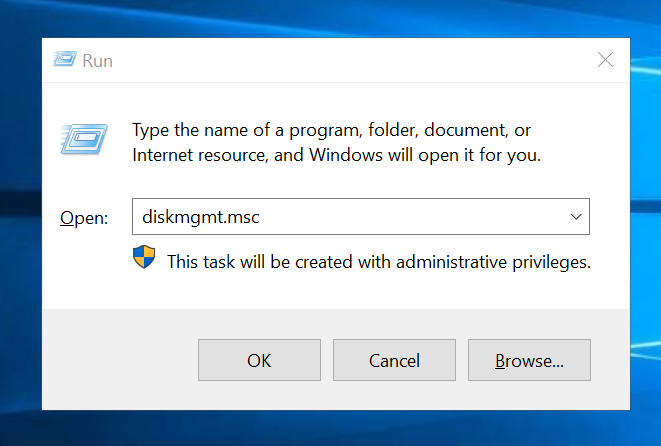 Run
Type the name of a program, folder, document, or
Internet resource, and Windows will open it for you.
Open: diskmgmt.msc
This task will be created with administrative privileges.
OK Cancel Browse...